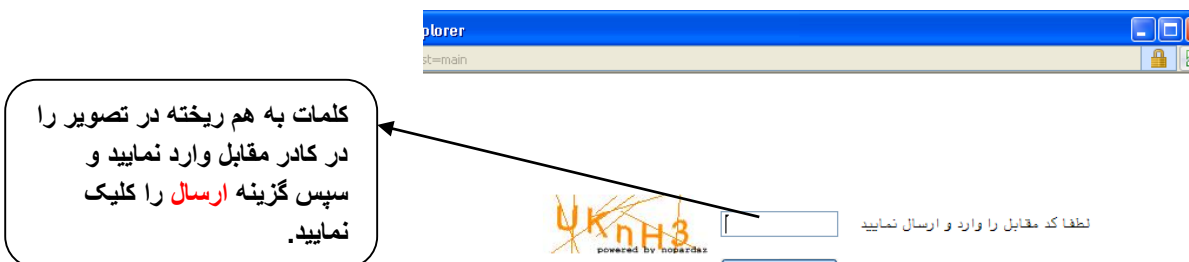 plorer
st=main
کلمات به هم ریخته در تصویر را
در کادر مقابل وارد نمایید و
سپس گزینه ارسال را کلیک
نمایید.
لطفا کد مقابل را وارد و ارسال نمایید
UKnH3
powered by nopardaz